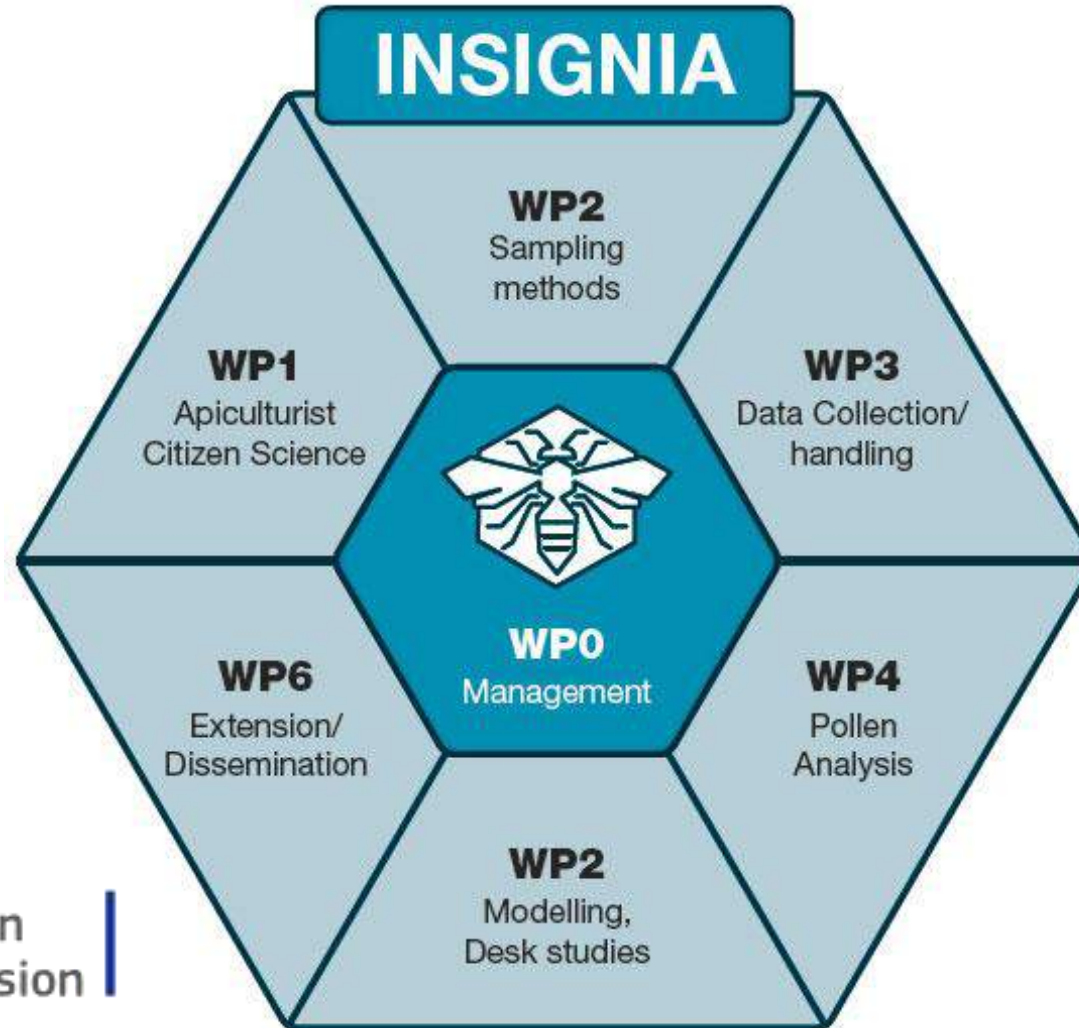 INSIGNIA
WP2
Sampling
methods
WP1
Apiculturist
Citizen Science
WP3
Data Collection/
handling
WP0
Management
WP6
Extension/
Dissemination
WP4
Pollen
Analysis
WP2
Modelling,
Desk studies
n
sion